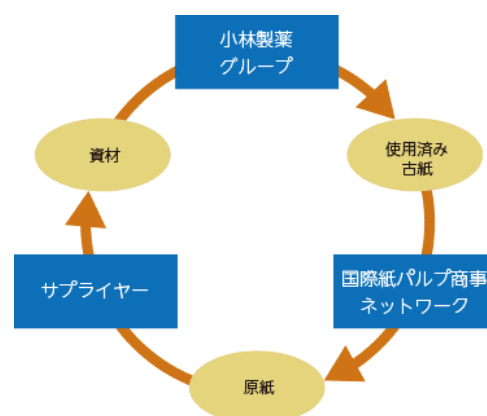 小林製薬
グループ
資材
使用済み
古紙
サプライヤー
国際紙パルプ商事
ネットワーク
原紙